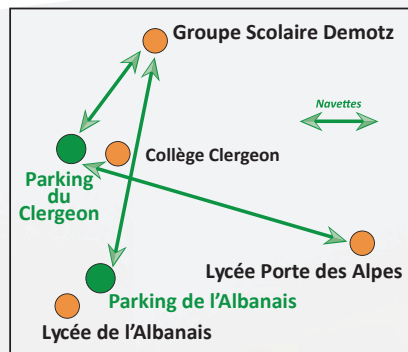 Groupe Scolaire Demotz
Navettes
Collège Clergeon
Parking
du
Clergeon
Lycée Porte des Alpes
Parking de l'Albanais
Lycée de l'Albanais